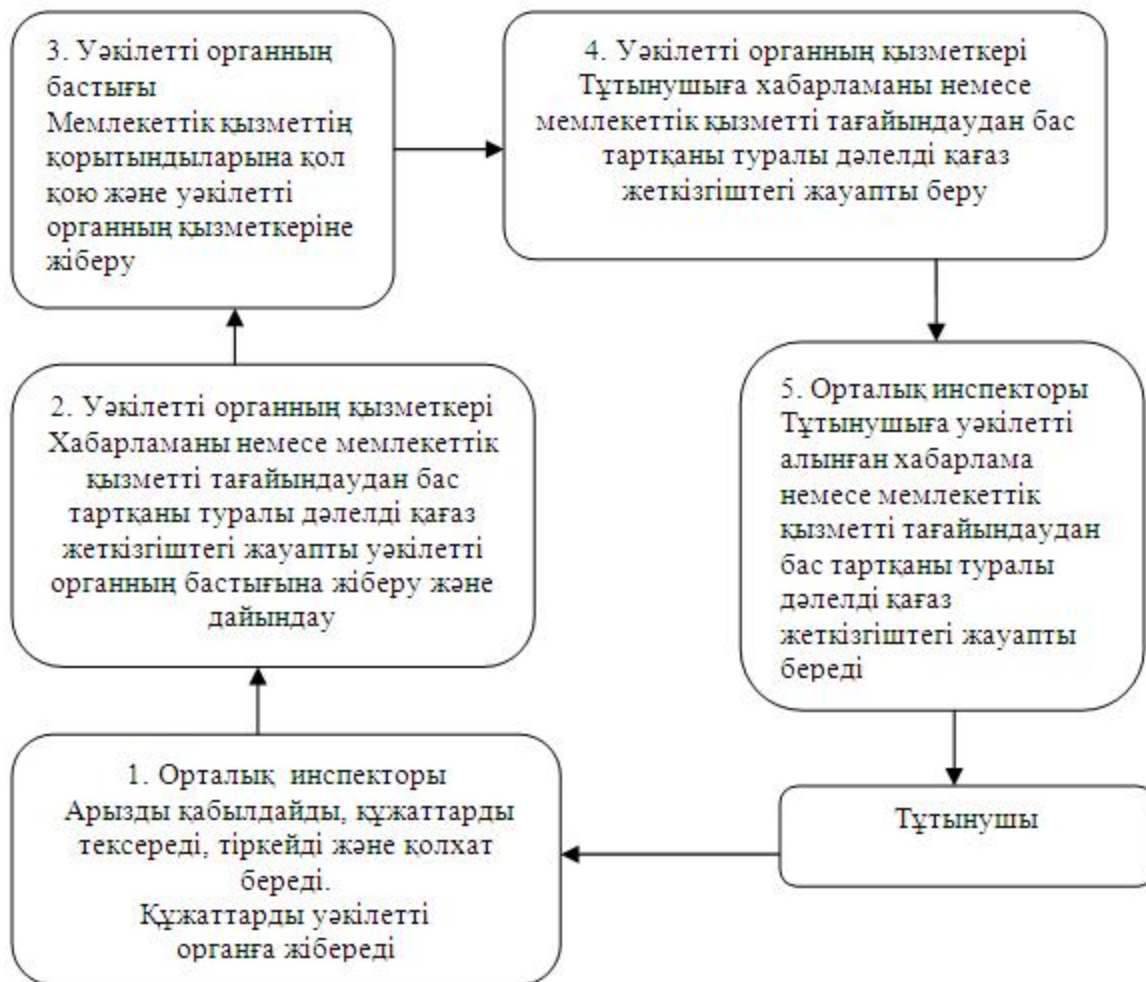 3. Уәкілетті органның
бастығы
Мемлекеттік қызметтің
қорытындыларына қол
қою және уәкілетті
органның қызметкеріне
жіберу
4. Уәкілетті органның қызметкері
Тұтынушыға хабарламаны немесе
мемлекеттік қызметті тағайындаудан бас
тартқаны туралы дәлелді қағаз
жеткізгіштегі жауапты беру
2. Уәкілетті органның қызметкері
Хабарламаны немесе мемлекеттік
қызметті тағайындаудан бас
тартқаны туралы дәлелді қағаз
жеткізгіштегі жауапты уәкілетті
органның бастығына жіберу және
дайындау
5. Орталық инспекторы
Тұтынушыға уәкілетті
алынған хабарлама
немесе мемлекеттік
қызметті тағайындаудан
бас тартқаны туралы
дәлелді қағаз
жеткізгіштегі жауапты
береді
1. Орталық инспекторы
Арызды қабылдайды, құжаттарды
тексереді, тіркейді және қолхат
береді.
Құжаттарды уәкілетті
органға жібереді
Тұтынушы